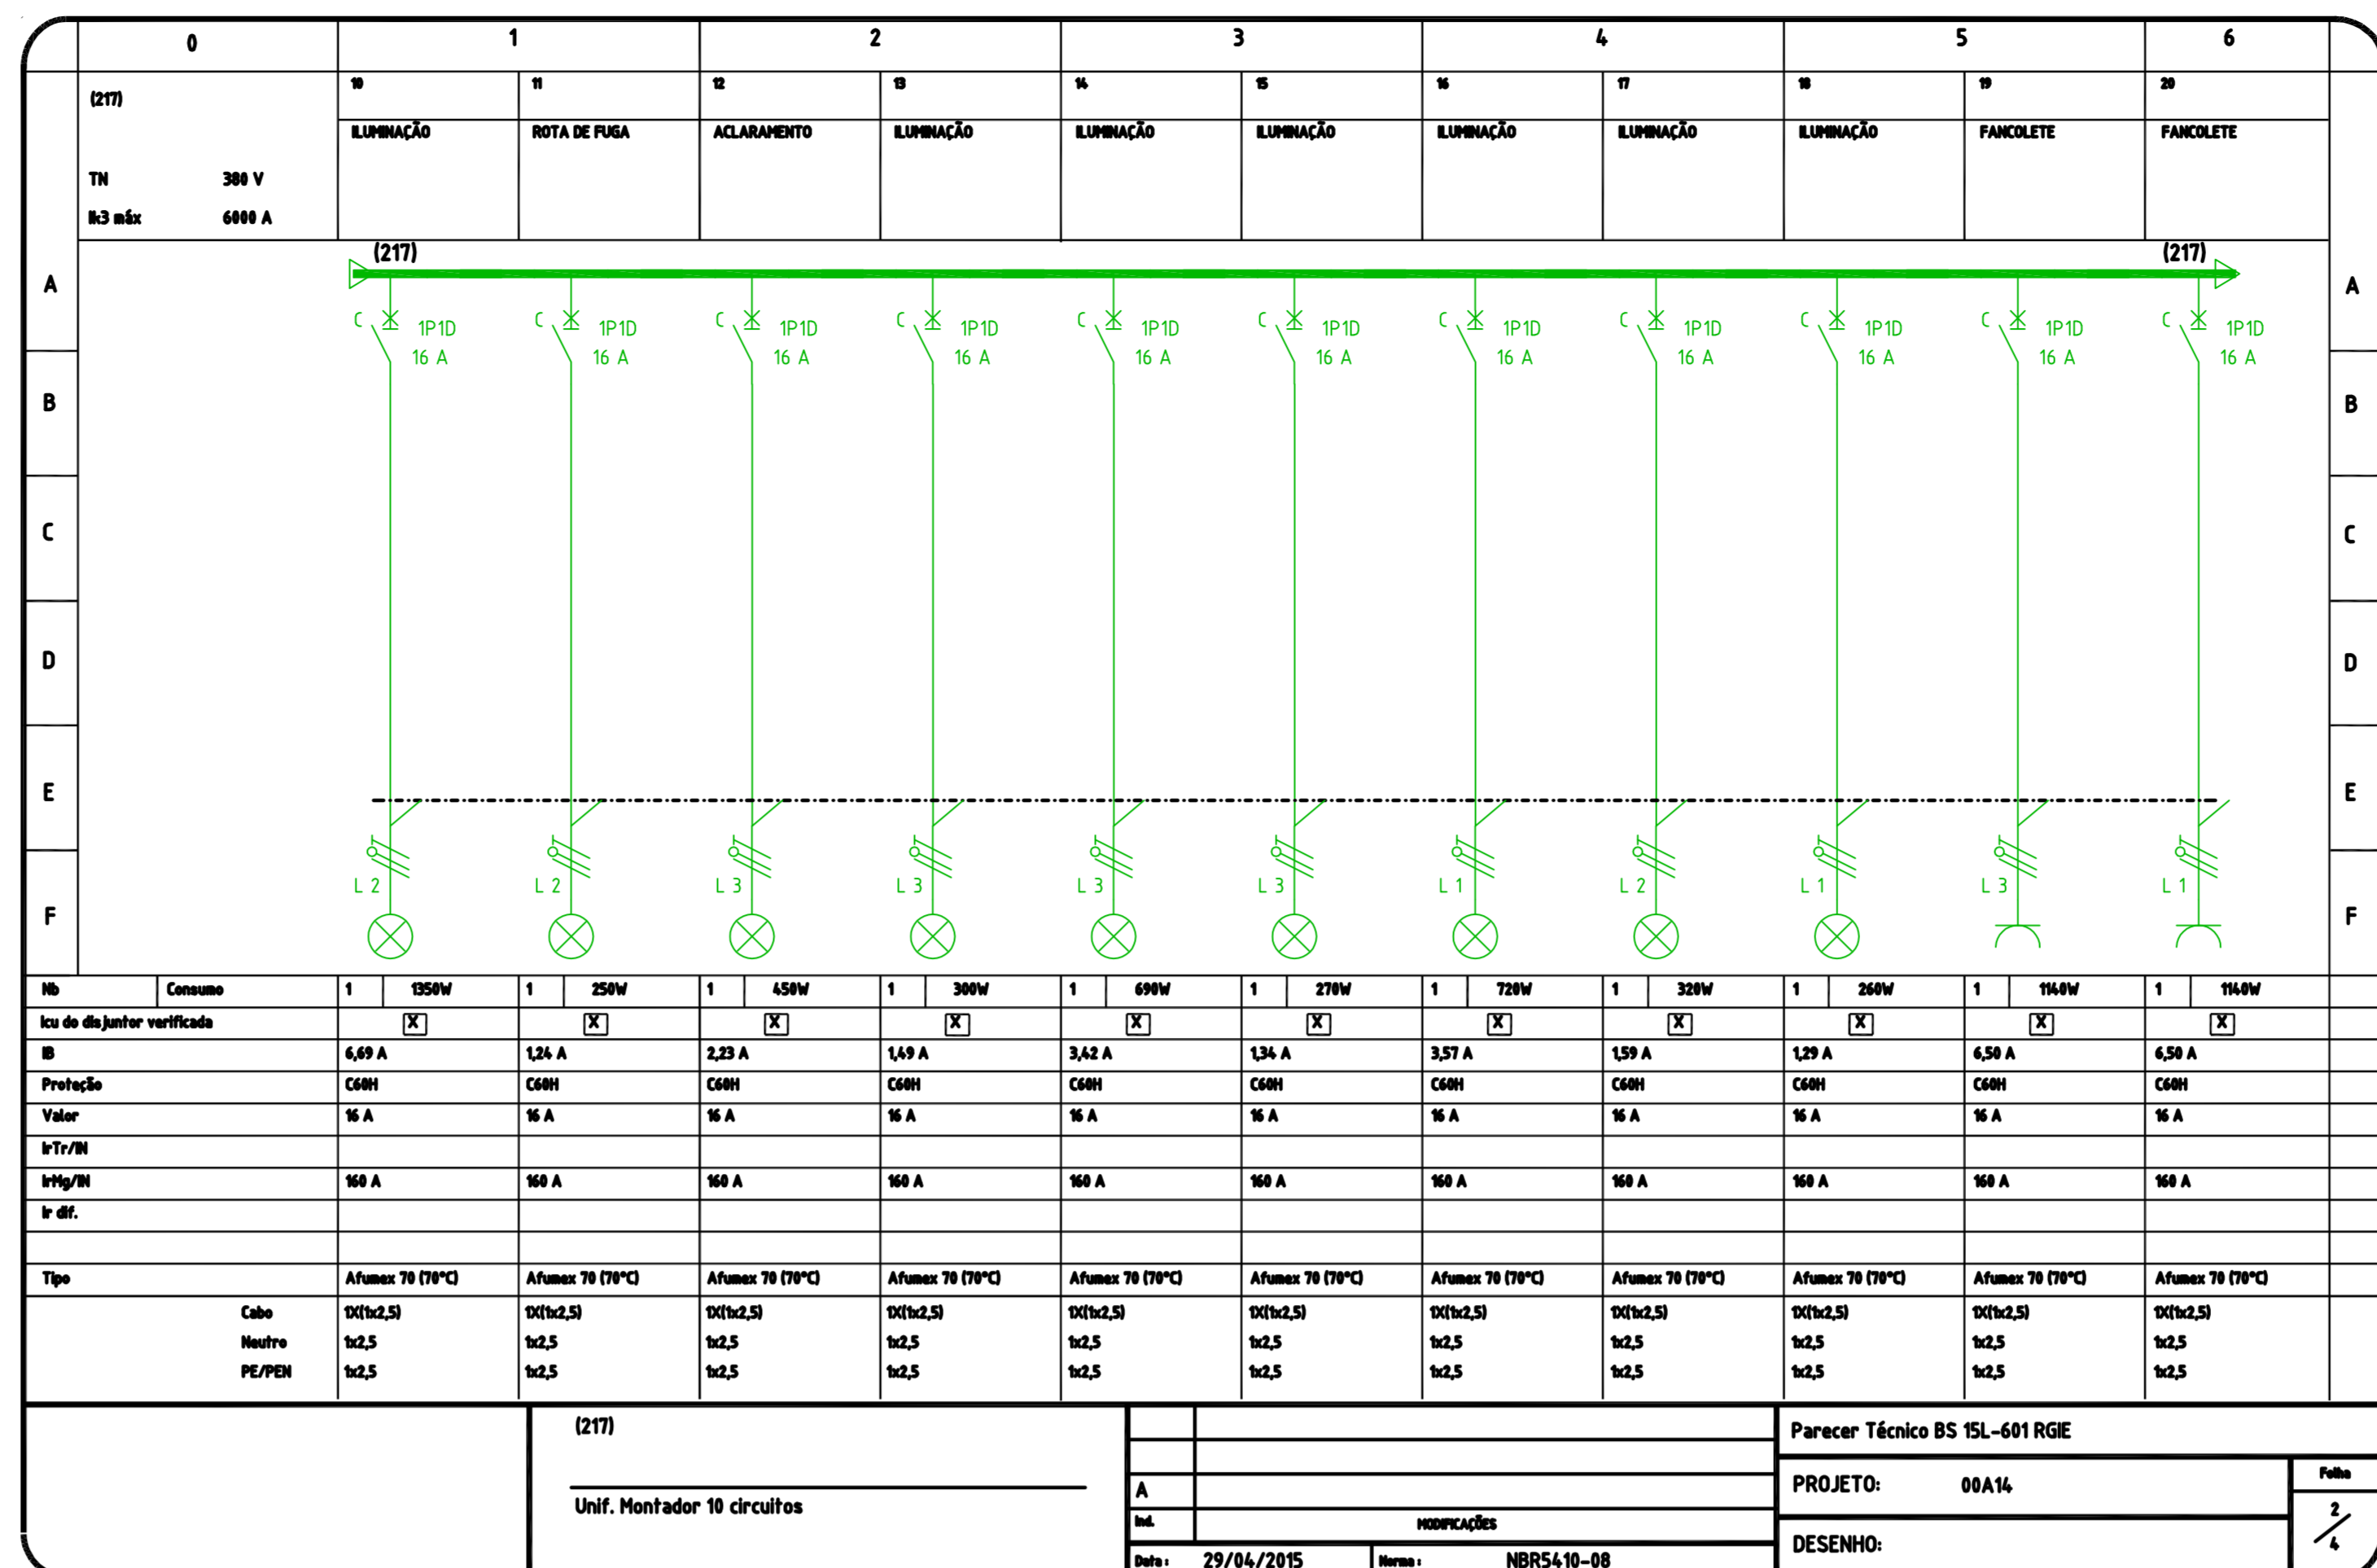 0 1 2 3 4 5 6
(217) 10 11 12 13 14 15 16 17 18 19 20
ILUMINAÇÃO ROTA DE FUGA ACLARAMENTO ILUMINAÇÃO ILUMINAÇÃO ILUMINAÇÃO ILUMINAÇÃO ILUMINAÇÃO ILUMINAÇÃO FANCOLETE FANCOLETE
TN 380 V
Ik3 máx 6000 A
(217) (217)
A A
C 1P1D C 1P1D C 1P1D C 1P1D C 1P1D C 1P1D C 1P1D C 1P1D C 1P1D C 1P1D C 1P1D
16 A 16 A 16 A 16 A 16 A 16 A 16 A 16 A 16 A 16 A 16 A
B B
C C
D D
E E
L 2 L 2 L 3 L 3 L 3 L 3 L 1 L 2 L 1 L 3 L 1
F F
Nb Consumo 1 1350W 1 250W 1 450W 1 300W 1 690W 1 270W 1 720W 1 320W 1 260W 1 1140W 1 1140W
Icu do disjuntor verificada X X X X X X X X X X X
IB 6,69 A 1,24 A 2,23 A 1,49 A 3,42 A 1,34 A 3,57 A 1,59 A 1,29 A 6,50 A 6,50 A
Proteção C60H C60H C60H C60H C60H C60H C60H C60H C60H C60H C60H
Valor 16 A 16 A 16 A 16 A 16 A 16 A 16 A 16 A 16 A 16 A 16 A
IrTr/IN
IrMg/IN 160 A 160 A 160 A 160 A 160 A 160 A 160 A 160 A 160 A 160 A 160 A
Ir dif.
Tipo Afumex 70 (70°C) Afumex 70 (70°C) Afumex 70 (70°C) Afumex 70 (70°C) Afumex 70 (70°C) Afumex 70 (70°C) Afumex 70 (70°C) Afumex 70 (70°C) Afumex 70 (70°C) Afumex 70 (70°C) Afumex 70 (70°C)
Cabo 1X(1x2,5) 1X(1x2,5) 1X(1x2,5) 1X(1x2,5) 1X(1x2,5) 1X(1x2,5) 1X(1x2,5) 1X(1x2,5) 1X(1x2,5) 1X(1x2,5) 1X(1x2,5)
Neutro 1x2,5 1x2,5 1x2,5 1x2,5 1x2,5 1x2,5 1x2,5 1x2,5 1x2,5 1x2,5 1x2,5
PE/PEN 1x2,5 1x2,5 1x2,5 1x2,5 1x2,5 1x2,5 1x2,5 1x2,5 1x2,5 1x2,5 1x2,5
(217)
Unif. Montador 10 circuitos
A
Ind. MODIFICAÇÕES
Data : 29/04/2015 Norma : NBR5410-08
Parecer Técnico BS 15L-601 RGIE
PROJETO: 00A14
DESENHO:
Folha
2/4